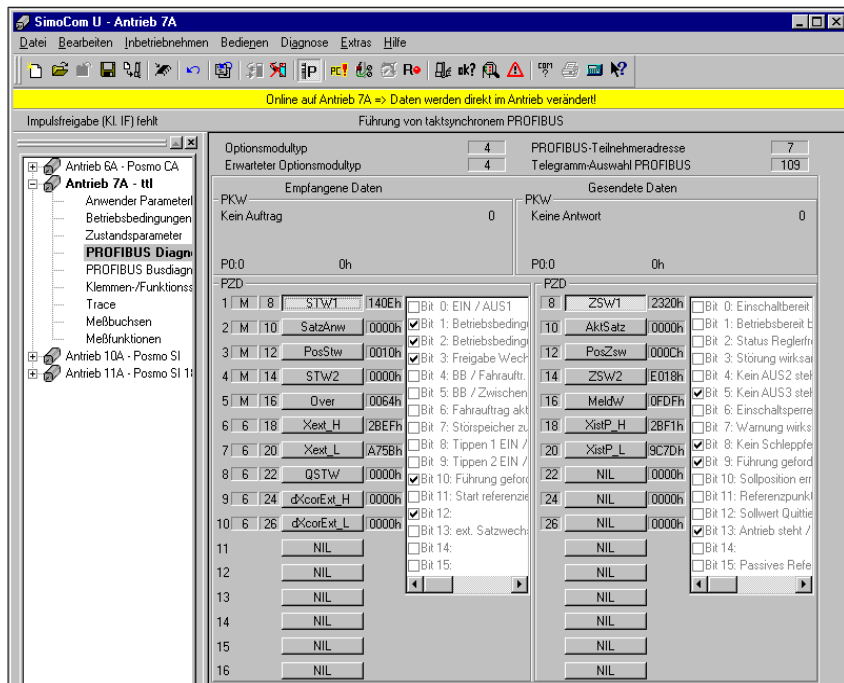 SimoCom U - Antrieb 7A
Datei Bearbeiten Inbetriebnehmen Bedienen Diagnose Extras Hilfe
Online auf Antrieb 7A => Daten werden direkt im Antrieb verändert!
Impulsfreigabe (Kl. IF) fehlt Führung von taktsynchronem PROFIBUS
Antrieb 6A - Posmo CA
Antrieb 7A - ttl
Anwender Parameterl
Betriebsbedingungen
Zustandsparameter
PROFIBUS Diagn
PROFIBUS Busdiagn
Klemmen-/Funktionss
Trace
Meßbuchsen
Meßfunktionen
Antrieb 10A - Posmo SI
Antrieb 11A - Posmo SI 18
Optionsmodultyp 4 PROFIBUS-Teilnehmeradresse 7
Erwarteter Optionsmodultyp 4 Telegramm-Auswahl PROFIBUS 109
Empfangene Daten
PKW
Kein Auftrag 0
P0:0 0h
Gesendete Daten
PKW
Keine Antwort 0
P0:0 0h
PZD
1 M 8 STW1 140Eh
2 M 10 SatzAnw 0000h
3 M 12 PosStw 0010h
4 M 14 STW2 0000h
5 M 16 Over 0064h
6 6 18 Xext_H 2BEFh
7 6 20 Xext_L A75Bh
8 6 22 QSTW 0000h
9 6 24 dXcorExt_H 0000h
10 6 26 dXcorExt_L 0000h
11 NIL
12 NIL
13 NIL
14 NIL
15 NIL
16 NIL
Bit 0: EIN / AUS1
Bit 1: Betriebsbedingu
Bit 2: Betriebsbedingu
Bit 3: Freigabe Wech
Bit 4: BB / Fahrauftr.
Bit 5: BB / Zwischen
Bit 6: Fahrauftrag akt
Bit 7: Störspeicher zu
Bit 8: Tippen 1 EIN /
Bit 9: Tippen 2 EIN /
Bit 10: Führung geford
Bit 11: Start referenzie
Bit 12:
Bit 13: ext. Satzwech
Bit 14:
Bit 15:
PZD
8 ZSW1 2320h
10 AktSatz 0000h
12 PosZsw 000Ch
14 ZSW2 E018h
16 MeldW 0FDFh
18 XistP_H 2BF1h
20 XistP_L 9C7Dh
22 NIL 0000h
24 NIL 0000h
26 NIL 0000h
NIL
NIL
NIL
NIL
NIL
NIL
Bit 0: Einschaltbereit
Bit 1: Betriebsbereit b
Bit 2: Status Reglerfr
Bit 3: Störung wirksa
Bit 4: Kein AUS2 steh
Bit 5: Kein AUS3 steh
Bit 6: Einschaltsperre
Bit 7: Warnung wirks
Bit 8: Kein Schleppfe
Bit 9: Führung geford
Bit 10: Sollposition err
Bit 11: Referenzpunkt
Bit 12: Sollwert Quittie
Bit 13: Antrieb steht /
Bit 14:
Bit 15: Passives Refe